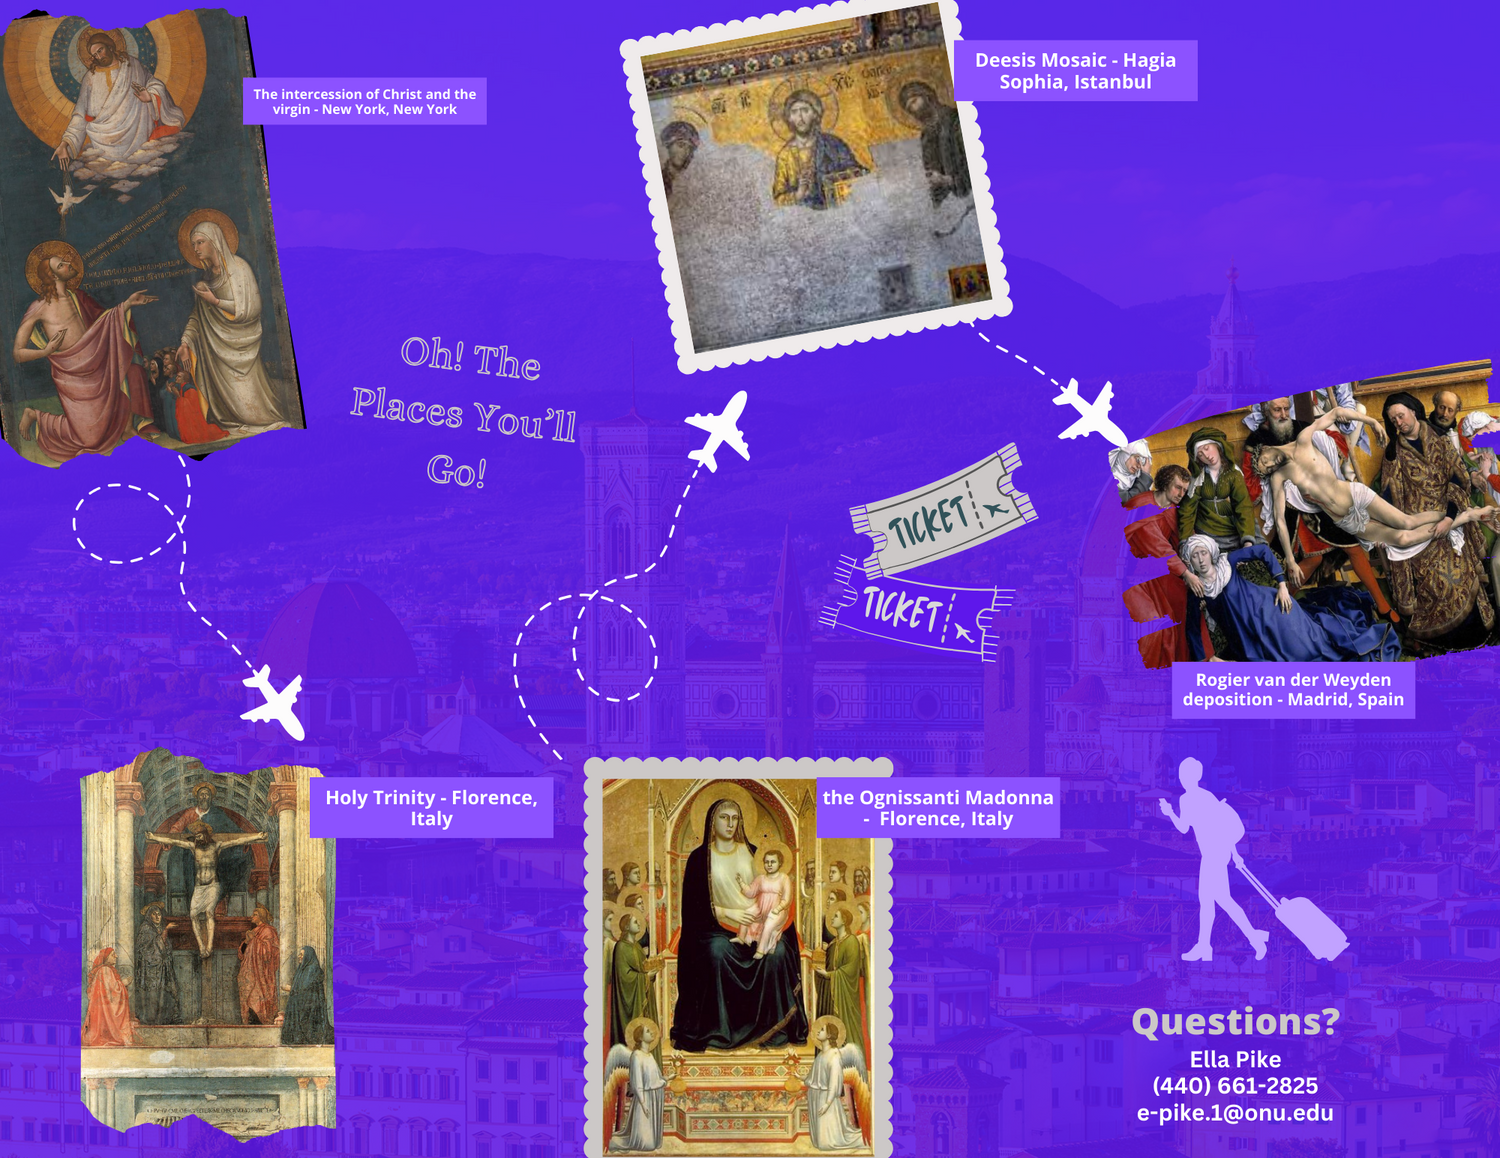 The intercession of Christ and the
virgin - New York, New York
Deesis Mosaic - Hagia
Sophia, Istanbul
Oh! The
Places You'll
Go!
TICKET
TICKET
Rogier van der Weyden
deposition - Madrid, Spain
Holy Trinity - Florence,
Italy
the Ognissanti Madonna
- Florence, Italy
Questions?
Ella Pike
(440) 661-2825
e-pike.1@onu.edu